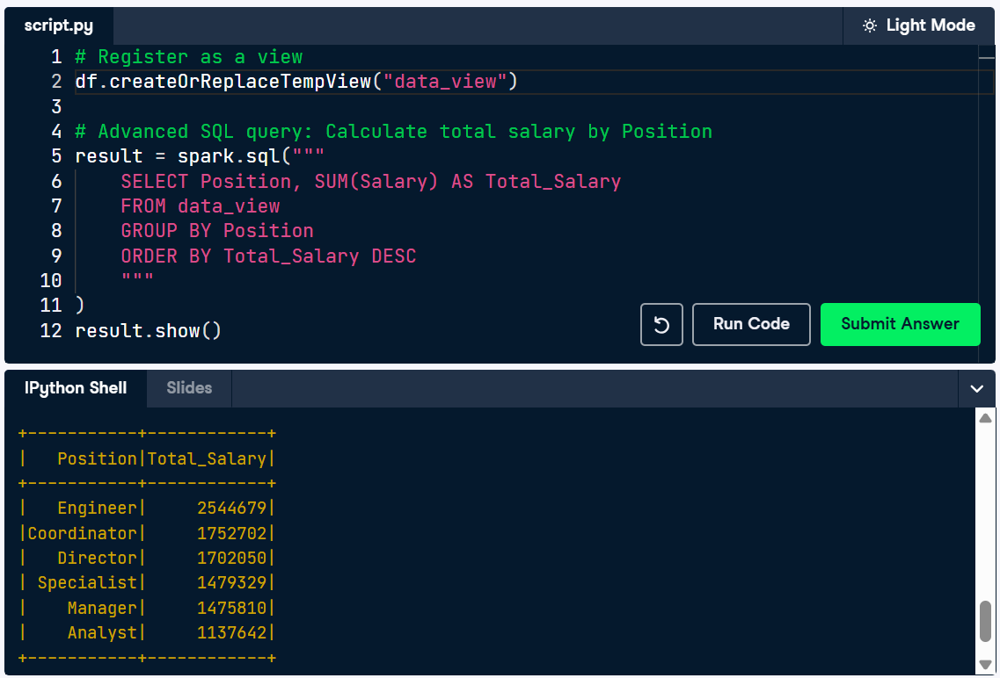 script.py
Light Mode
1 # Register as a view
2 df.createOrReplaceTempView("data_view")
3
4 # Advanced SQL query: Calculate total salary by Position
5 result = spark.sql("""
6     SELECT Position, SUM(Salary) AS Total_Salary
7     FROM data_view
8     GROUP BY Position
9     ORDER BY Total_Salary DESC
10     """
11 )
12 result.show()
Run Code
Submit Answer
IPython Shell
Slides
+-----------+------------+
|   Position|Total_Salary|
+-----------+------------+
|   Engineer|     2544679|
|Coordinator|     1752702|
|   Director|     1702050|
| Specialist|     1479329|
|    Manager|     1475810|
|    Analyst|     1137642|
+-----------+------------+